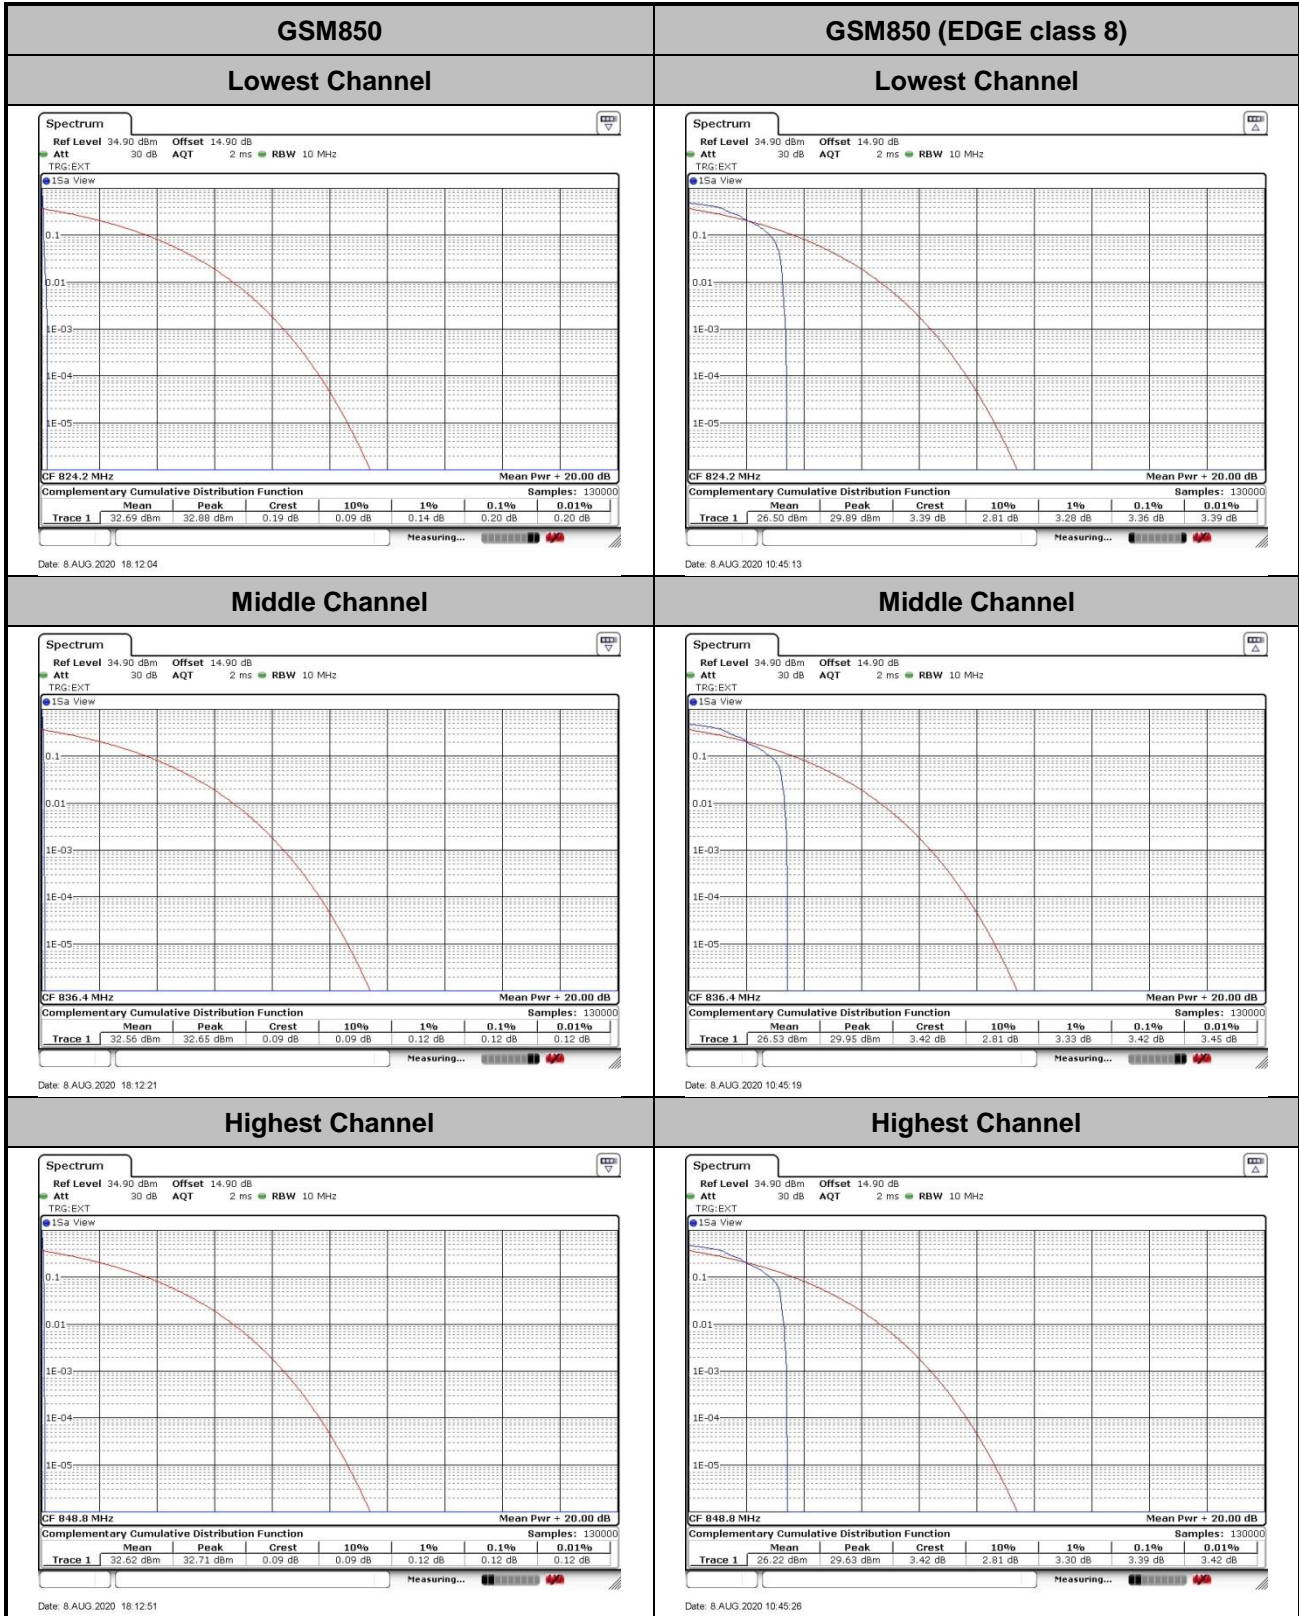 GSM850 GSM850 (EDGE class 8)
Lowest Channel Lowest Channel
Spectrum
Ref Level 34.90 dBm Offset 14.90 dB
Att 30 dB AQT 2 ms RBW 10 MHz
TRG:EXT
1Sa View
0.1
0.01
1E-03
1E-04
1E-05
CF 824.2 MHz Mean Pwr + 20.00 dB
Complementary Cumulative Distribution Function Samples: 130000
Mean Peak Crest 10% 1% 0.1% 0.01%
Trace 1 32.69 dBm 32.88 dBm 0.19 dB 0.09 dB 0.14 dB 0.20 dB 0.20 dB
Measuring...
Date: 8.AUG.2020 18:12:04
Spectrum
Ref Level 34.90 dBm Offset 14.90 dB
Att 30 dB AQT 2 ms RBW 10 MHz
TRG:EXT
1Sa View
0.1
0.01
1E-03
1E-04
1E-05
CF 824.2 MHz Mean Pwr + 20.00 dB
Complementary Cumulative Distribution Function Samples: 130000
Mean Peak Crest 10% 1% 0.1% 0.01%
Trace 1 26.50 dBm 29.89 dBm 3.39 dB 2.81 dB 3.28 dB 3.36 dB 3.39 dB
Measuring...
Date: 8.AUG.2020 10:45:13
Middle Channel Middle Channel
Spectrum
Ref Level 34.90 dBm Offset 14.90 dB
Att 30 dB AQT 2 ms RBW 10 MHz
TRG:EXT
1Sa View
0.1
0.01
1E-03
1E-04
1E-05
CF 836.4 MHz Mean Pwr + 20.00 dB
Complementary Cumulative Distribution Function Samples: 130000
Mean Peak Crest 10% 1% 0.1% 0.01%
Trace 1 32.56 dBm 32.65 dBm 0.09 dB 0.09 dB 0.12 dB 0.12 dB 0.12 dB
Measuring...
Date: 8.AUG.2020 18:12:21
Spectrum
Ref Level 34.90 dBm Offset 14.90 dB
Att 30 dB AQT 2 ms RBW 10 MHz
TRG:EXT
1Sa View
0.1
0.01
1E-03
1E-04
1E-05
CF 836.4 MHz Mean Pwr + 20.00 dB
Complementary Cumulative Distribution Function Samples: 130000
Mean Peak Crest 10% 1% 0.1% 0.01%
Trace 1 26.53 dBm 29.95 dBm 3.42 dB 2.81 dB 3.33 dB 3.42 dB 3.45 dB
Measuring...
Date: 8.AUG.2020 10:45:19
Highest Channel Highest Channel
Spectrum
Ref Level 34.90 dBm Offset 14.90 dB
Att 30 dB AQT 2 ms RBW 10 MHz
TRG:EXT
1Sa View
0.1
0.01
1E-03
1E-04
1E-05
CF 848.8 MHz Mean Pwr + 20.00 dB
Complementary Cumulative Distribution Function Samples: 130000
Mean Peak Crest 10% 1% 0.1% 0.01%
Trace 1 32.62 dBm 32.71 dBm 0.09 dB 0.09 dB 0.12 dB 0.12 dB 0.12 dB
Measuring...
Date: 8.AUG.2020 18:12:51
Spectrum
Ref Level 34.90 dBm Offset 14.90 dB
Att 30 dB AQT 2 ms RBW 10 MHz
TRG:EXT
1Sa View
0.1
0.01
1E-03
1E-04
1E-05
CF 848.8 MHz Mean Pwr + 20.00 dB
Complementary Cumulative Distribution Function Samples: 130000
Mean Peak Crest 10% 1% 0.1% 0.01%
Trace 1 26.22 dBm 29.63 dBm 3.42 dB 2.81 dB 3.30 dB 3.39 dB 3.42 dB
Measuring...
Date: 8.AUG.2020 10:45:26